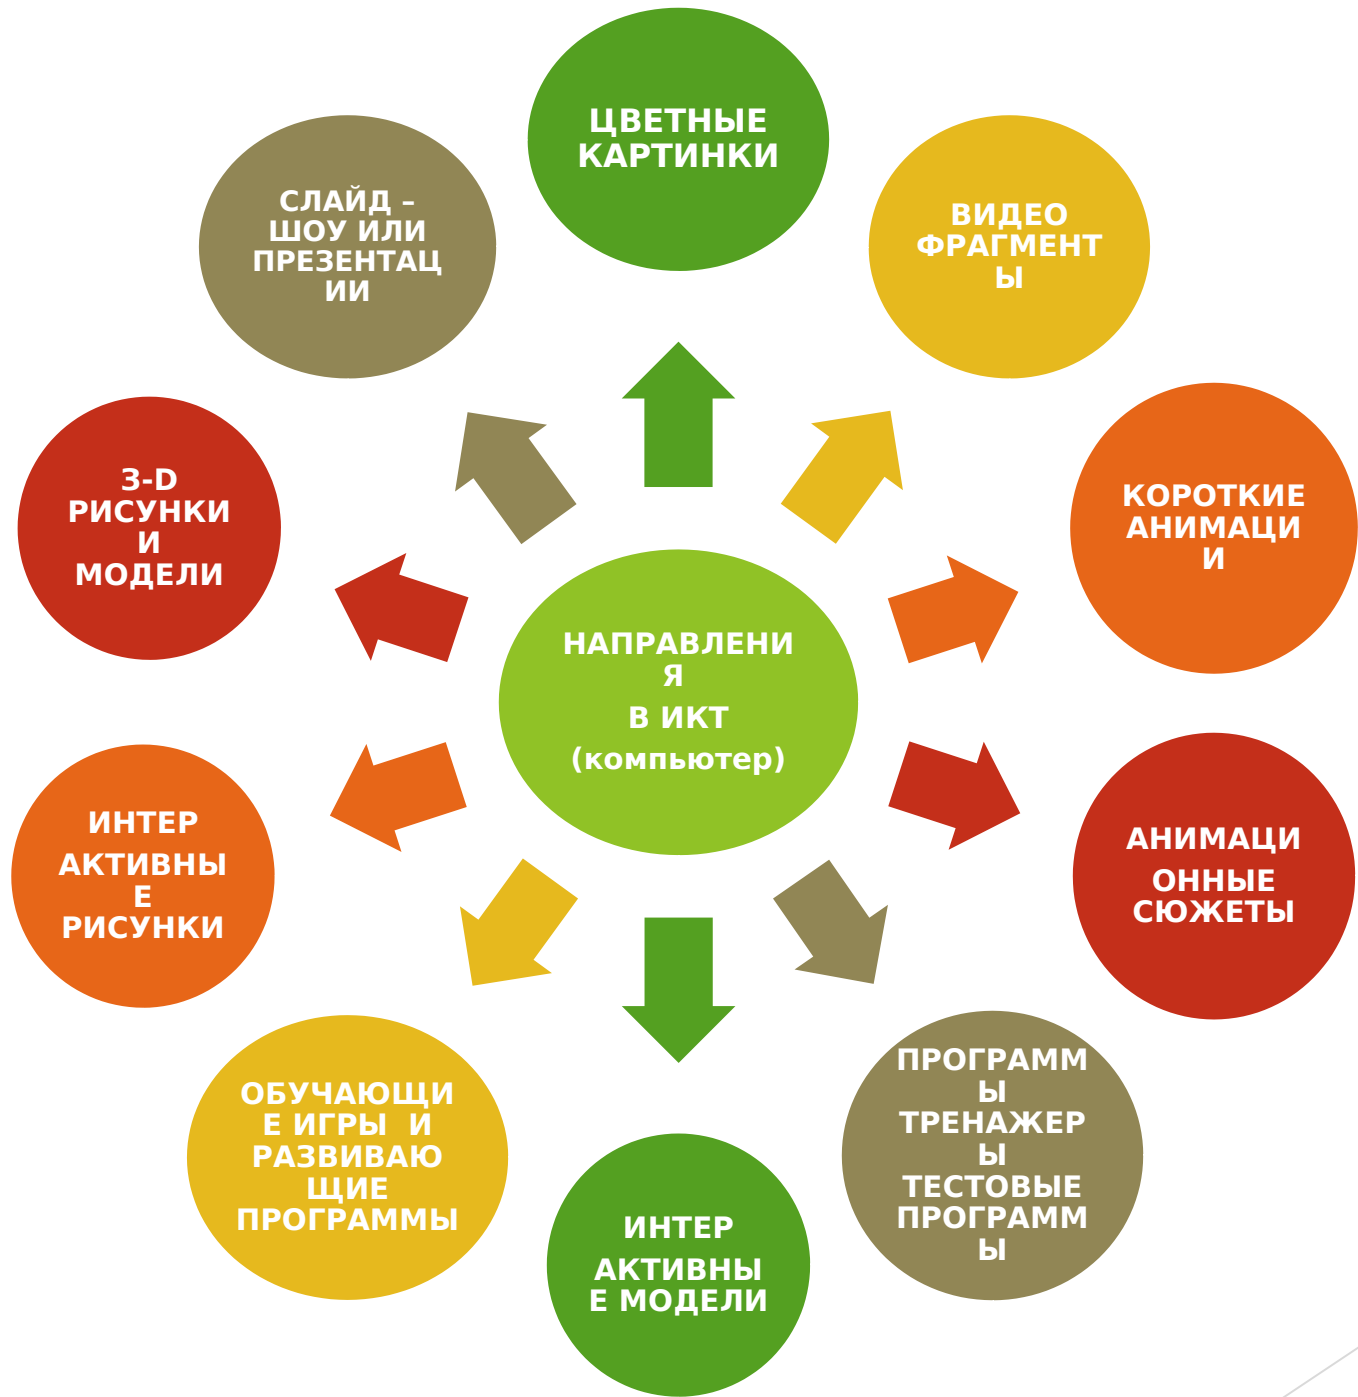 ЦВЕТНЫЕ
КАРТИНКИ
ВИДЕО
ФРАГМЕНТ
Ы
КОРОТКИЕ
АНИМАЦИ
И
АНИМАЦИ
ОННЫЕ
СЮЖЕТЫ
ПРОГРАММ
Ы
ТРЕНАЖЕР
Ы
ТЕСТОВЫЕ
ПРОГРАММ
Ы
ИНТЕР
АКТИВНЫ
Е МОДЕЛИ
ОБУЧАЮЩИ
Е ИГРЫ  И
РАЗВИВАЮ
ЩИЕ
ПРОГРАММЫ
ИНТЕР
АКТИВНЫ
Е
РИСУНКИ
3-D
РИСУНКИ
И
МОДЕЛИ
СЛАЙД –
ШОУ ИЛИ
ПРЕЗЕНТАЦ
ИИ
НАПРАВЛЕНИ
Я
В ИКТ
(компьютер)